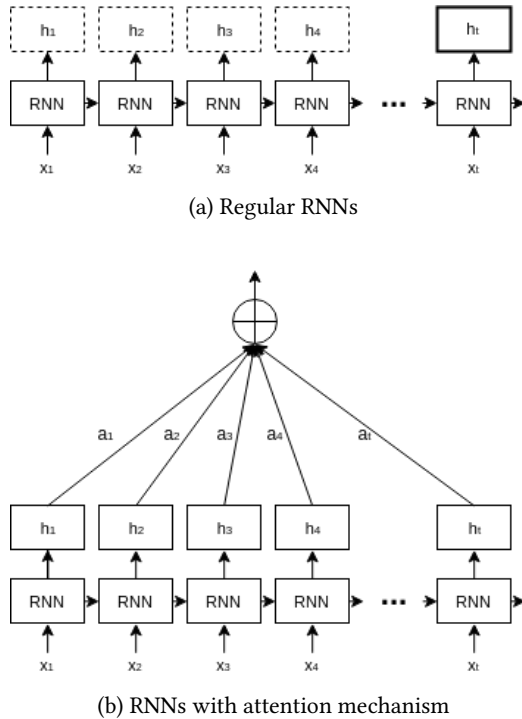 h1 h2 h3 h4 ht
RNN RNN RNN RNN ... RNN
x1 x2 x3 x4 xt
(a) Regular RNNs
a1 a2 a3 a4 at
h1 h2 h3 h4 ht
RNN RNN RNN RNN ... RNN
x1 x2 x3 x4 xt
(b) RNNs with attention mechanism